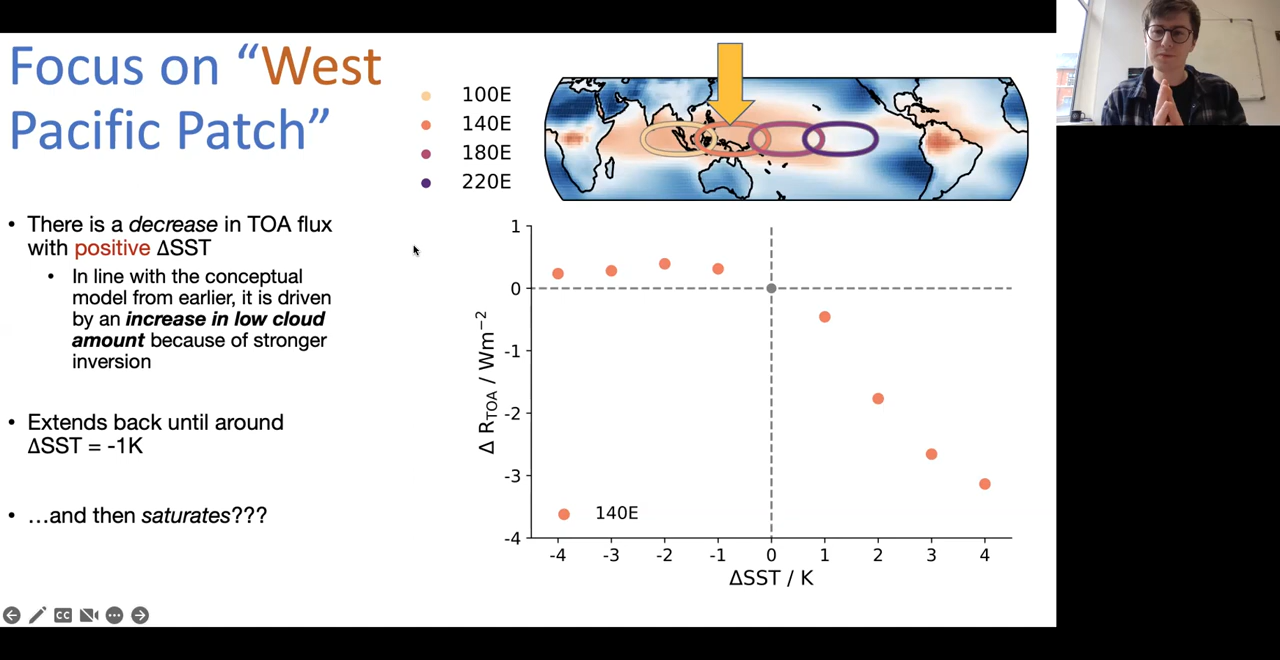 Focus on “West
Pacific Patch”
100E
140E
180E
220E
• There is a decrease in TOA flux
with positive ΔSST
• In line with the conceptual
model from earlier, it is driven
by an increase in low cloud
amount because of stronger
inversion
• Extends back until around
ΔSST = -1K
• …and then saturates???
Δ R_TOA / Wm⁻²
1
0
-1
-2
-3
-4
140E
-4 -3 -2 -1 0 1 2 3 4
ΔSST / K
CC